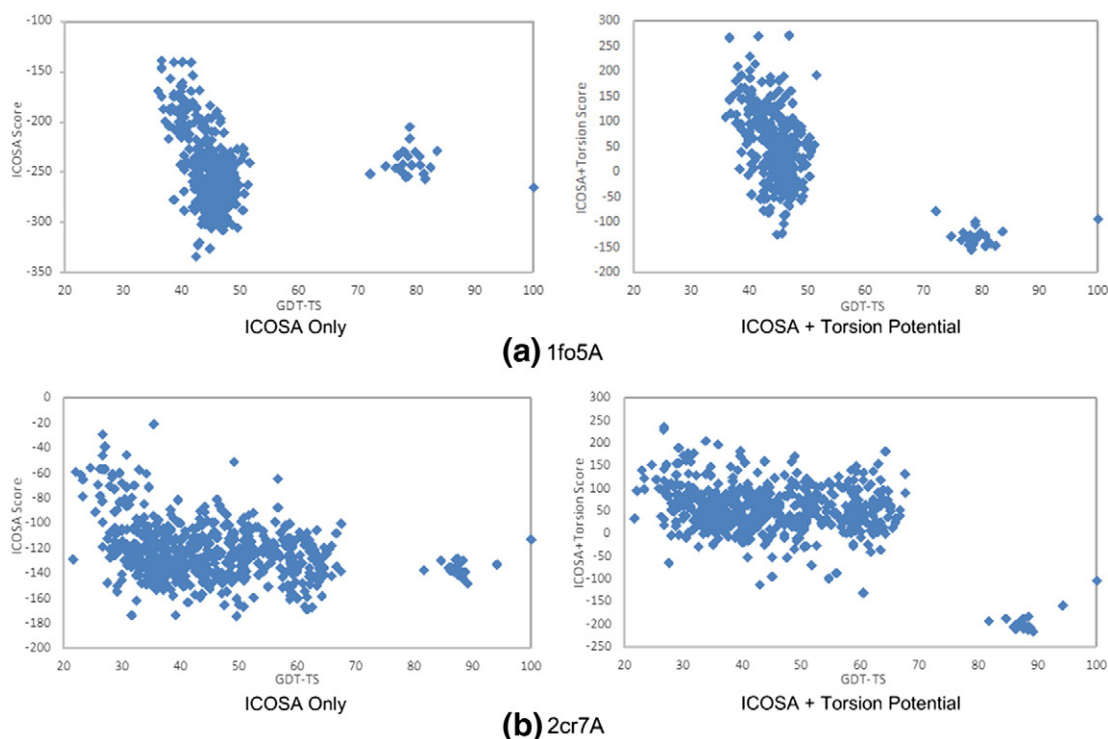 -100
-150
-200
-250
-300
-350
ICOSA Score
20 30 40 50 60 70 80 90 100
GDT-TS
ICOSA Only
300
250
200
150
100
50
0
-50
-100
-150
-200
ICOSA+Torsion Score
20 30 40 50 60 70 80 90 100
GDT-TS
ICOSA + Torsion Potential
(a) 1fo5A
0
-20
-40
-60
-80
-100
-120
-140
-160
-180
-200
ICOSA Score
20 30 40 50 60 70 80 90 100
GDT-TS
ICOSA Only
300
250
200
150
100
50
0
-50
-100
-150
-200
-250
ICOSA+Torsion Score
20 30 40 50 60 70 80 90 100
GDT-TS
ICOSA + Torsion Potential
(b) 2cr7A